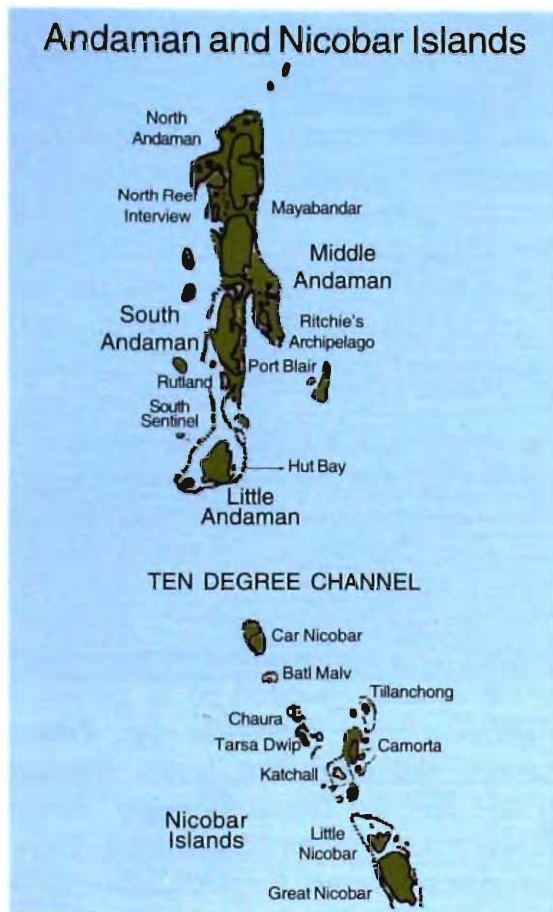 Andaman and Nicobar Islands
North
Andaman
North Reef
Interview
Mayabandar
Middle
Andaman
South
Andaman
Ritchie's
Archipelago
Port Blair
Rutland
South
Sentinel
Hut Bay
Little
Andaman
TEN DEGREE CHANNEL
Car Nicobar
Batl Malv
Tillanchong
Chaura
Tarsa Dwip
Camorta
Katchall
Nicobar
Islands
Little
Nicobar
Great Nicobar